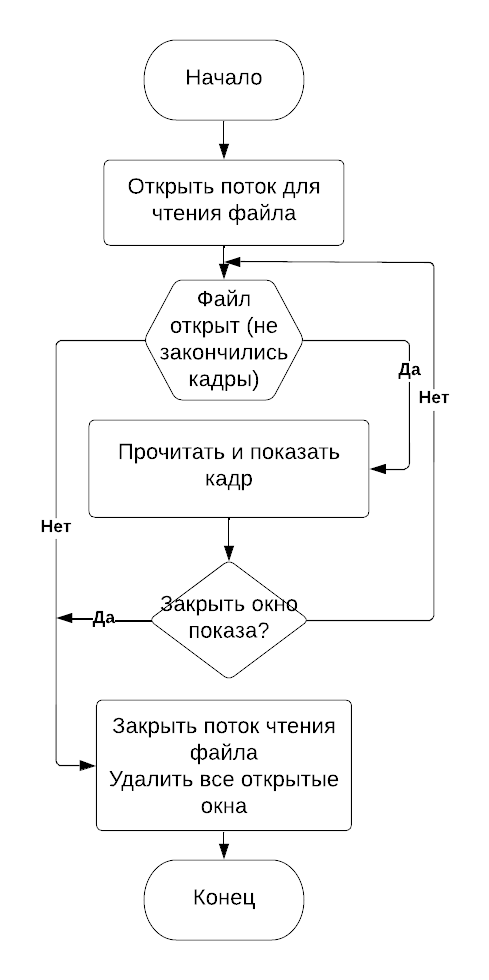 Начало
Открыть поток для
чтения файла
Файл
открыт (не
закончились
кадры)
Да
Нет
Прочитать и показать
кадр
Нет
Закрыть окно
показа?
Да
Закрыть поток чтения
файла
Удалить все открытые
окна
Конец